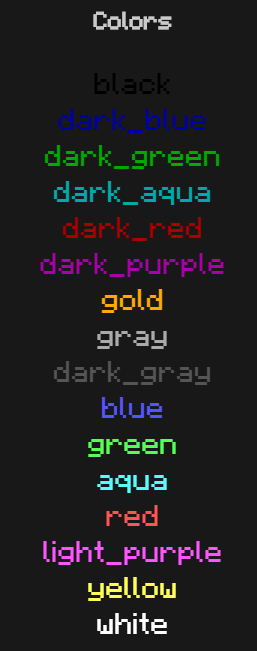 Colors
black
dark_blue
dark_green
dark_aqua
dark_red
dark_purple
gold
gray
dark_gray
blue
green
aqua
red
light_purple
yellow
white